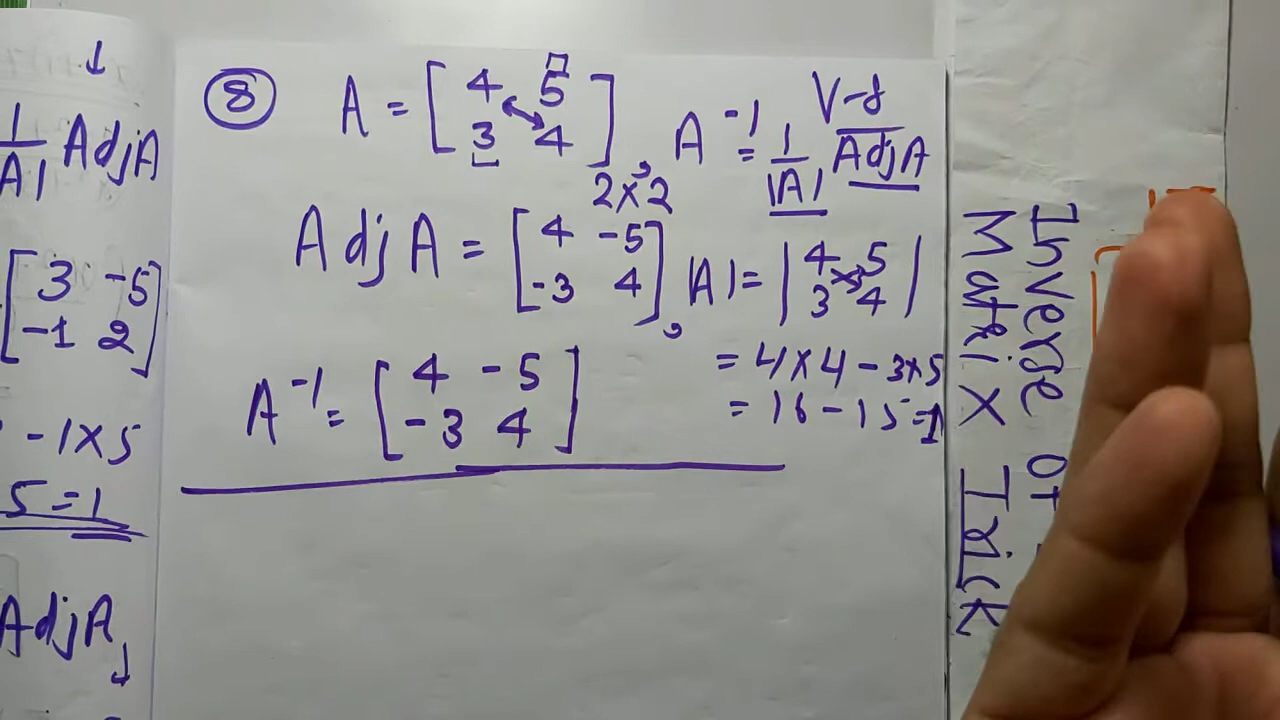 ↓
1/|A| AdjA
[3 -5
-1 2]
-1×5
5=1
AdjA,
↓
⑧ A = [4 5
3 4] 2×2, A⁻¹ = 1/|A| AdjA
V-8
AdjA = [4 -5
-3 4], |A| = |4 5
3 4|
= 4×4 - 3×5
= 16 - 15 = 1
A⁻¹ = [4 -5
-3 4]
Inverse of
Matrix Trick